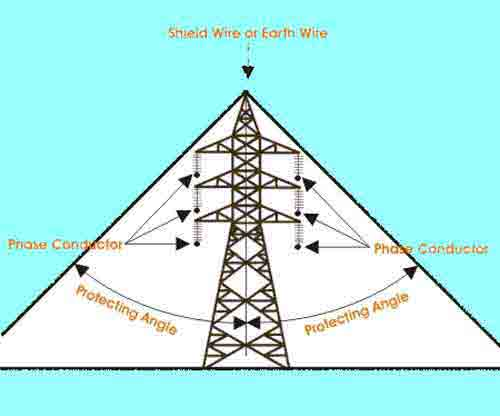 Shield Wire or Earth Wire
Phase Conductor
Phase Conductor
Protecting Angle
Protecting Angle